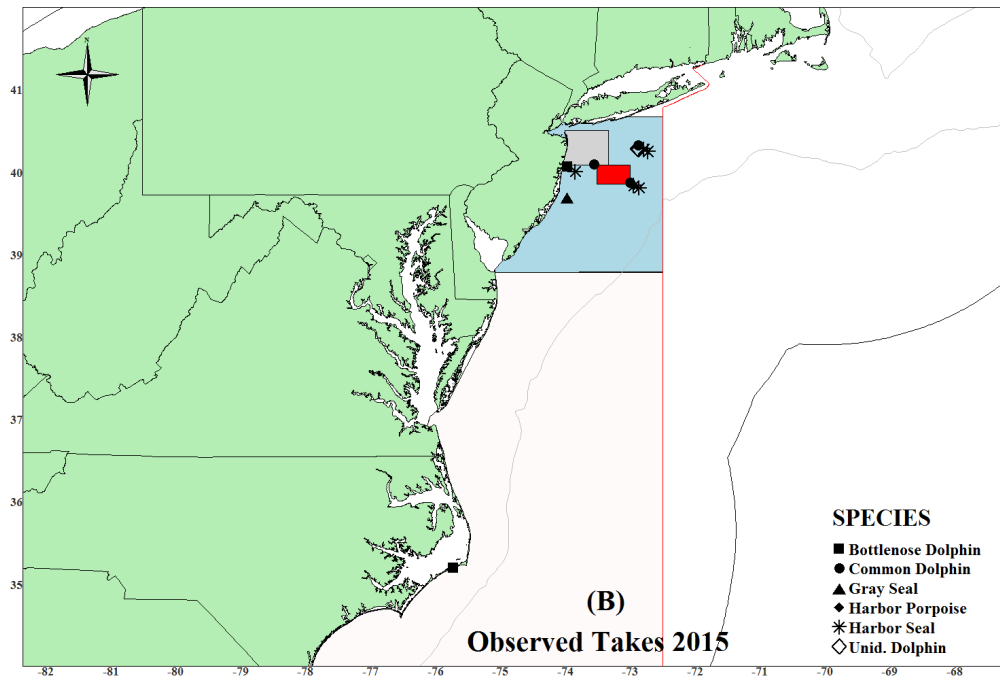 N
41
40
39
38
37
36
35
SPECIES
Bottlenose Dolphin
Common Dolphin
Gray Seal
Harbor Porpoise
Harbor Seal
Unid. Dolphin
(B)
Observed Takes 2015
-82 -81 -80 -79 -78 -77 -76 -75 -74 -73 -72 -71 -70 -69 -68